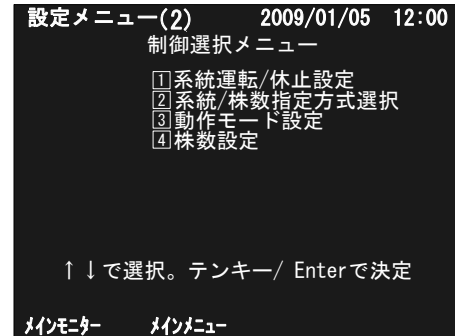 設定メニュー(2) 2009/01/05 12:00
制御選択メニュー
1系統運転/休止設定
2系統/株数指定方式選択
3動作モード設定
4株数設定
↑↓で選択。テンキー/ Enterで決定
ﾒｲﾝﾓﾆﾀｰ ﾒｲﾝﾒﾆｭｰ